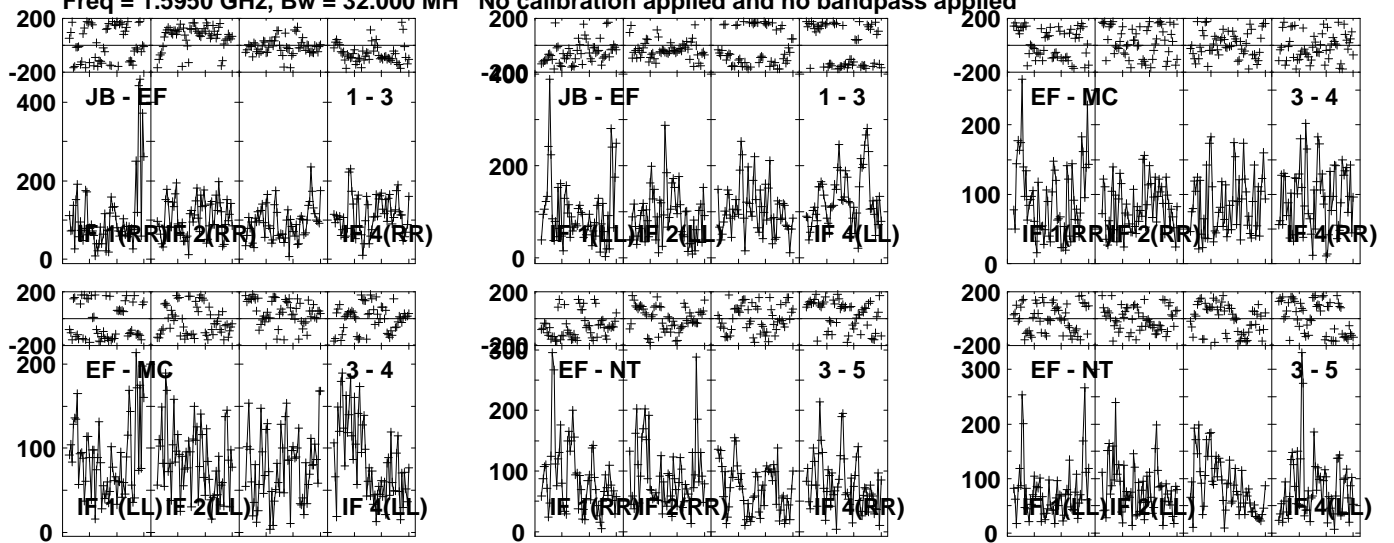 Freq = 1.5950 GHz, Bw = 32.000 MH No calibration applied and no bandpass applied
200
-200
400
200
0
JB - EF 1 - 3
IF 1(RR) IF 2(RR) IF 4(RR)
200
-200
400
200
0
JB - EF 1 - 3
IF 1(LL) IF 2(LL) IF 4(LL)
200
-200
200
100
0
EF - MC 3 - 4
IF 1(RR) IF 2(RR) IF 4(RR)
200
-200
200
100
0
EF - MC 3 - 4
IF 1(LL) IF 2(LL) IF 4(LL)
200
-200
300
200
100
0
EF - NT 3 - 5
IF 1(RR) IF 2(RR) IF 4(RR)
200
-200
300
200
100
0
EF - NT 3 - 5
IF 1(LL) IF 2(LL) IF 4(LL)